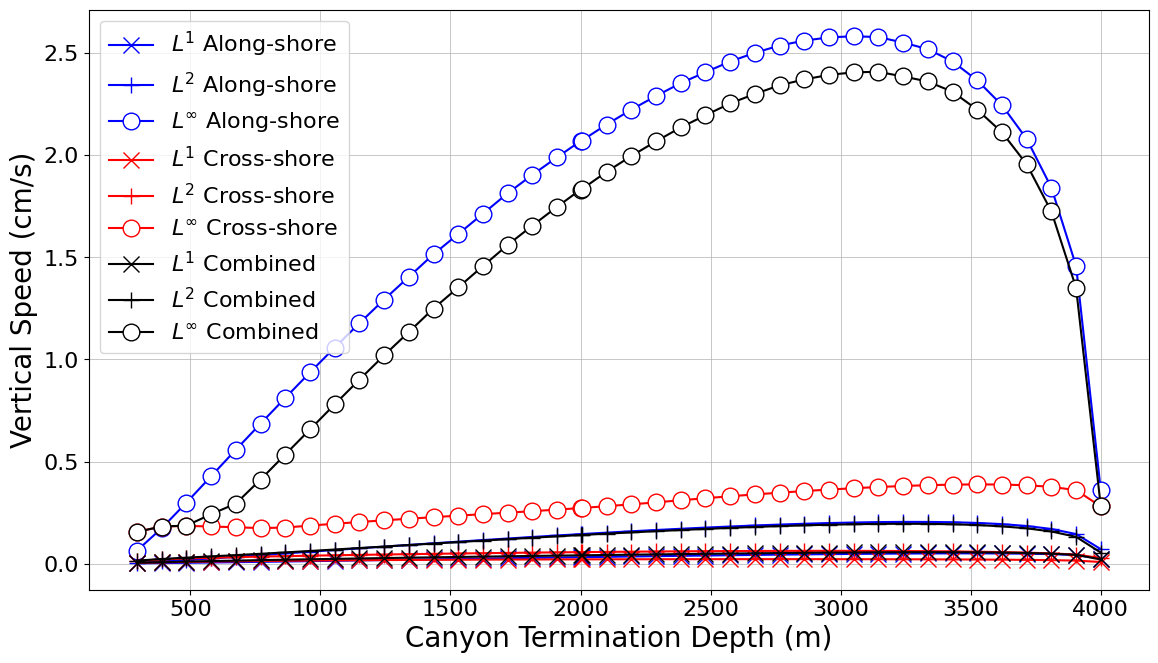 L¹ Along-shore
L² Along-shore
L∞ Along-shore
L¹ Cross-shore
L² Cross-shore
L∞ Cross-shore
L¹ Combined
L² Combined
L∞ Combined
Vertical Speed (cm/s)
2.5
2.0
1.5
1.0
0.5
0.0
500 1000 1500 2000 2500 3000 3500 4000
Canyon Termination Depth (m)